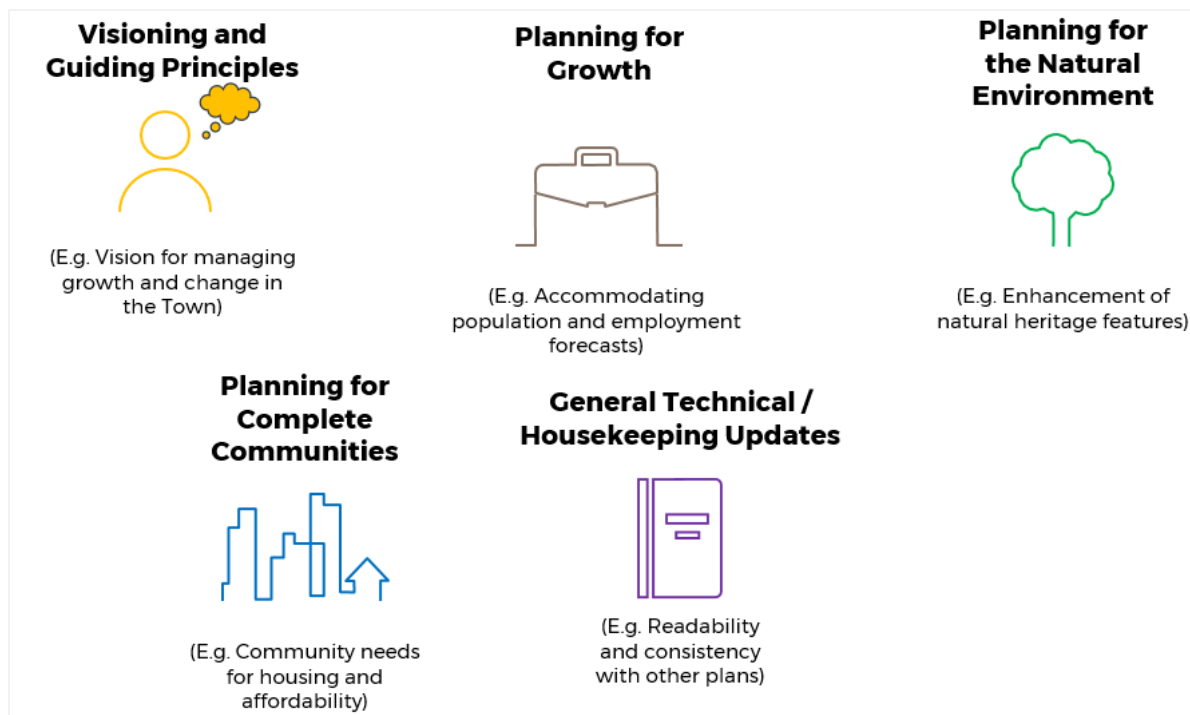 Visioning and
Guiding Principles
(E.g. Vision for managing
growth and change in
the Town)
Planning for
Growth
(E.g. Accommodating
population and employment
forecasts)
Planning for
the Natural
Environment
(E.g. Enhancement of
natural heritage features)
Planning for
Complete
Communities
(E.g. Community needs
for housing and
affordability)
General Technical /
Housekeeping Updates
(E.g. Readability
and consistency
with other plans)